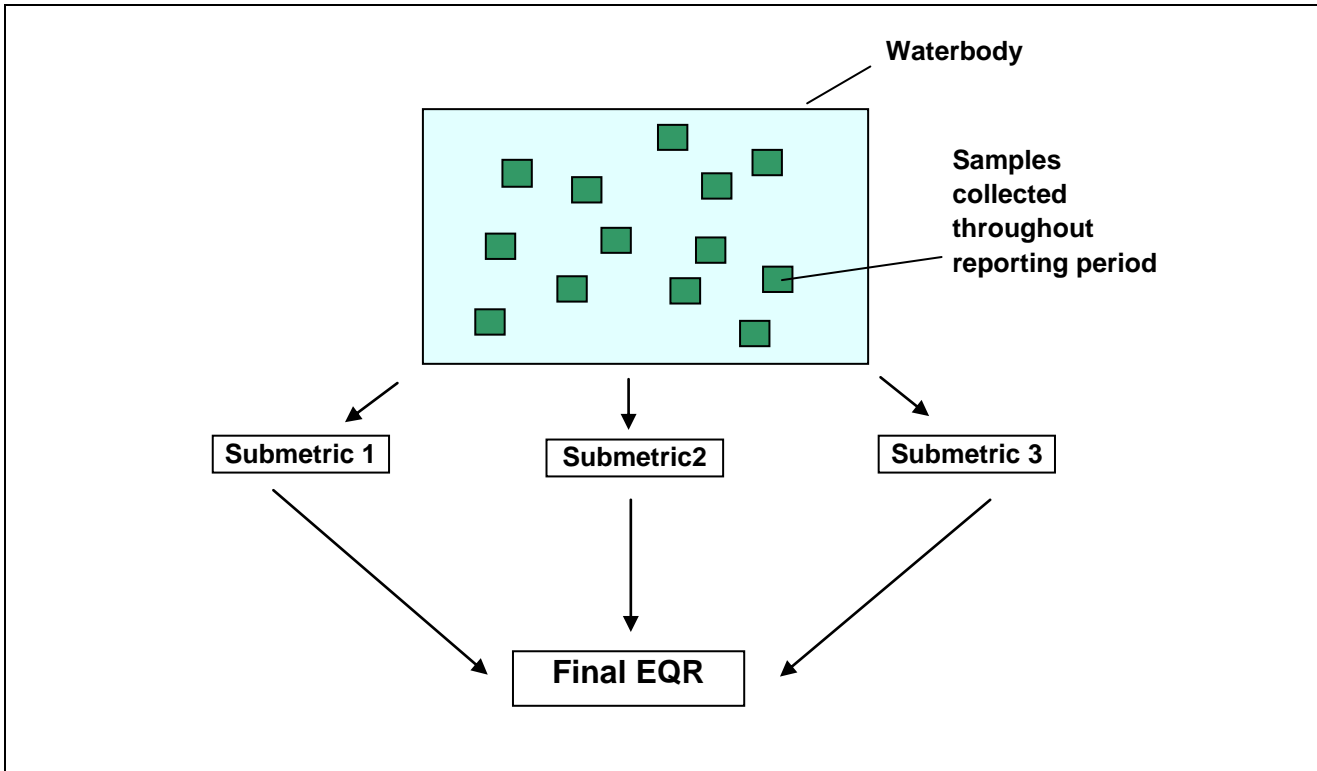 Waterbody
Samples
collected
throughout
reporting period
Submetric 1
Submetric2
Submetric 3
Final EQR